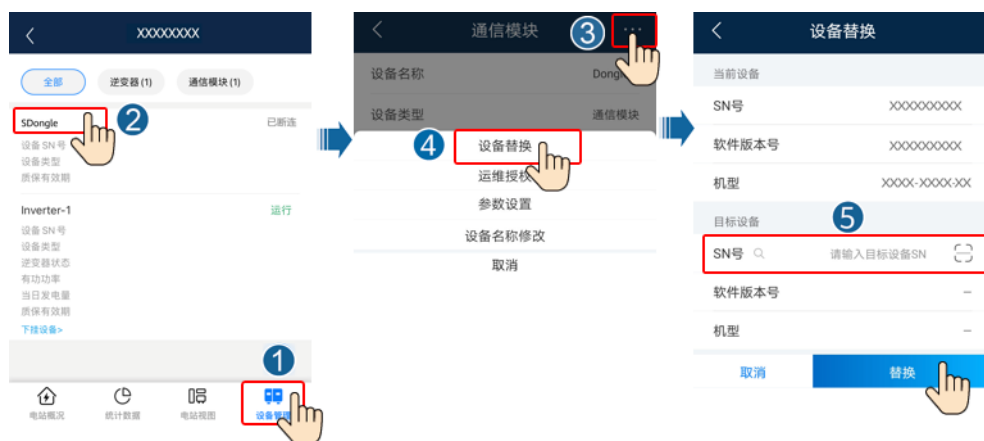 XXXXXXXX
全部
逆变器 (1)
通信模块 (1)
SDongle
2
已断连
设备 SN 号
设备类型
质保有效期
Inverter-1
运行
设备 SN 号
设备类型
逆变器状态
有功功率
当日发电量
质保有效期
下挂设备>
1
电站概况
统计数据
电站视图
设备管理
通信模块
3
...
设备名称
设备类型
通信模块
4
设备替换
运维授权
参数设置
设备名称修改
取消
设备替换
当前设备
SN号
XXXXXXXXXX
软件版本号
XXXXXXXXXX
机型
XXXX-XXXX-XX
目标设备
5
SN号
请输入目标设备SN
软件版本号
–
机型
–
取消
替换